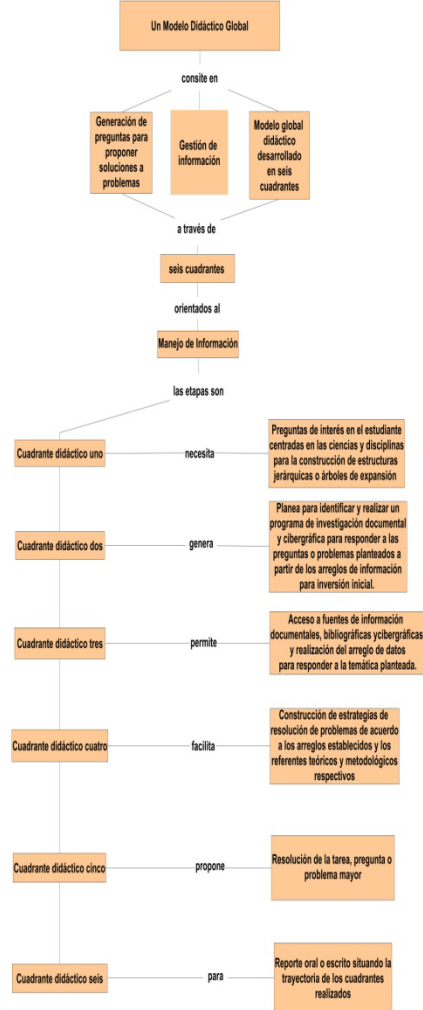 Un Modelo Didáctico Global
consite en
Generación de
preguntas para
proponer
soluciones a
problemas
Gestión de
información
Modelo global
didáctico
desarrollado
en seis
cuadrantes
a través de
seis cuadrantes
orientados al
Manejo de Información
las etapas son
Cuadrante didáctico uno
necesita
Preguntas de interés en el estudiante
centradas en las ciencias y disciplinas
para la construcción de estructuras
jerárquicas o árboles de expansión
Cuadrante didáctico dos
genera
Planea para identificar y realizar un
programa de investigación documental
y cibergráfica para responder a las
preguntas o problemas planteados a
partir de los arreglos de información
para inversión inicial.
Cuadrante didáctico tres
permite
Acceso a fuentes de información
documentales, bibliográficas ycibergráficas
y realización del arreglo de datos
para responder a la temática planteada.
Cuadrante didáctico cuatro
facilita
Construcción de estrategias de
resolución de problemas de acuerdo
a los arreglos establecidos y los
referentes teóricos y metodológicos
respectivos
Cuadrante didáctico cinco
propone
Resolución de la tarea, pregunta o
problema mayor
Cuadrante didáctico seis
para
Reporte oral o escrito situando la
trayectoria de los cuadrantes
realizados